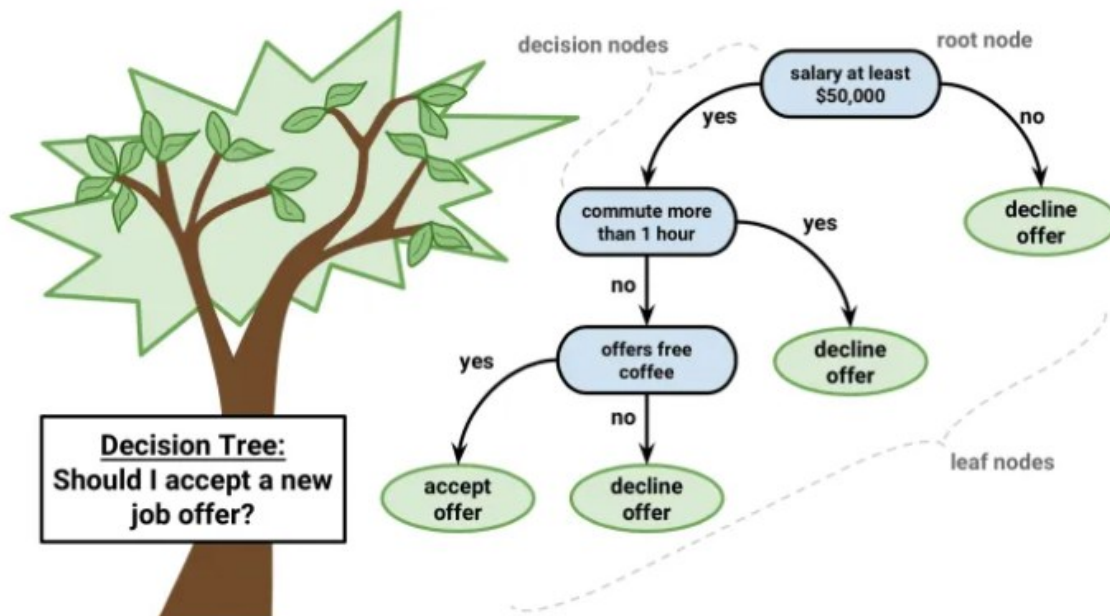 decision nodes
root node
salary at least
$50,000
yes
no
commute more
than 1 hour
yes
decline
offer
no
offers free
coffee
decline
offer
yes
no
leaf nodes
accept
offer
decline
offer
Decision Tree:
Should I accept a new
job offer?